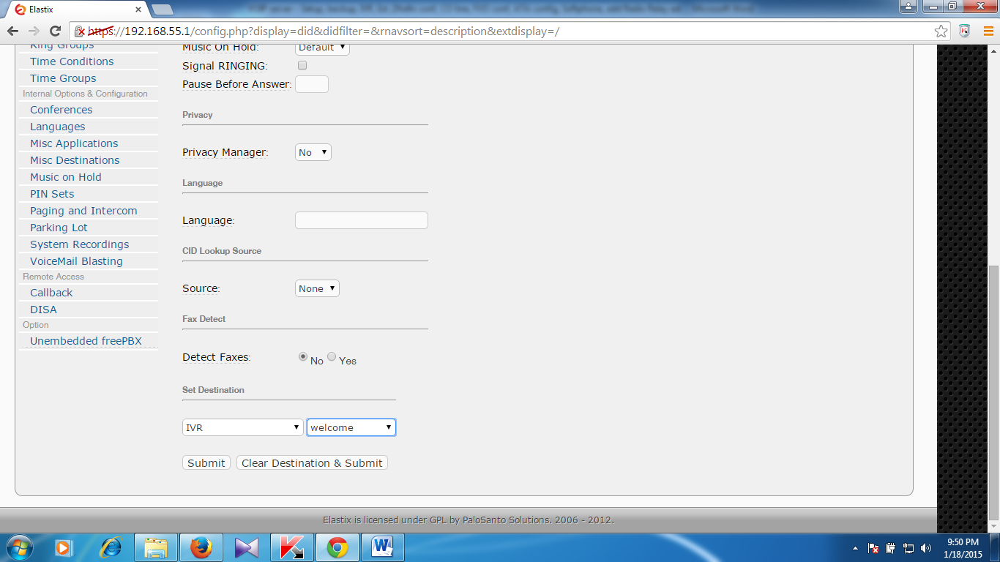 Elastix
https://192.168.55.1/config.php?display=did&didfilter=&rnavsort=description&extdisplay=/
Ring Groups
Time Conditions
Time Groups
Internal Options & Configuration
Conferences
Languages
Misc Applications
Misc Destinations
Music on Hold
PIN Sets
Paging and Intercom
Parking Lot
System Recordings
VoiceMail Blasting
Remote Access
Callback
DISA
Option
Unembedded freePBX
Music On Hold: Default
Signal RINGING:
Pause Before Answer:
Privacy
Privacy Manager: No
Language
Language:
CID Lookup Source
Source: None
Fax Detect
Detect Faxes: No Yes
Set Destination
IVR welcome
Submit Clear Destination & Submit
Elastix is licensed under GPL by PaloSanto Solutions. 2006 - 2012.
9:50 PM
1/18/2015